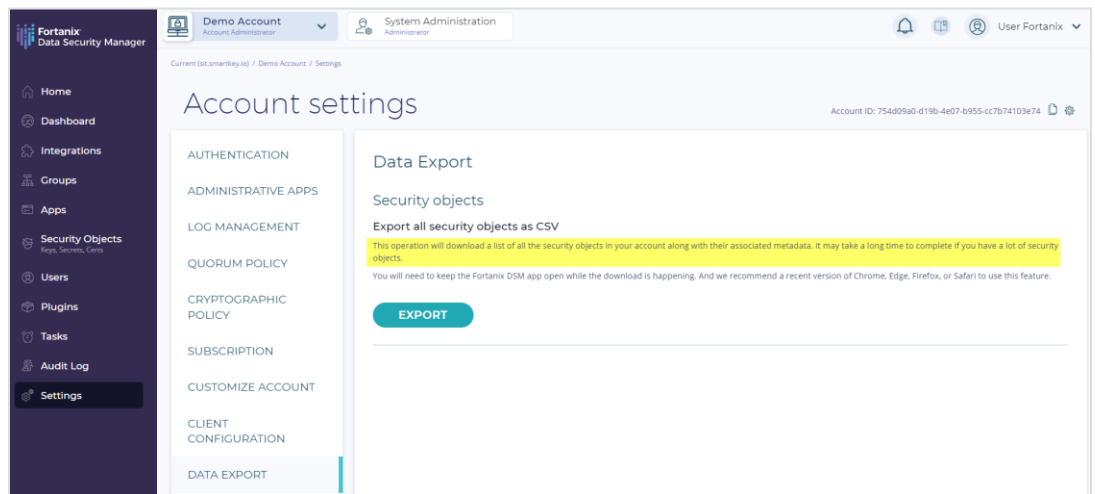 Fortanix
Data Security Manager
Demo Account
Account Administrator
System Administration
Administrator
User Fortanix
Current (sit.smartkey.io) / Demo Account / Settings
Home
Dashboard
Integrations
Groups
Apps
Security Objects
Keys, Secrets, Certs
Users
Plugins
Tasks
Audit Log
Settings
Account settings
Account ID: 754d09a0-d19b-4e07-b955-cc7b74103e74
AUTHENTICATION
ADMINISTRATIVE APPS
LOG MANAGEMENT
QUORUM POLICY
CRYPTOGRAPHIC
POLICY
SUBSCRIPTION
CUSTOMIZE ACCOUNT
CLIENT
CONFIGURATION
DATA EXPORT
Data Export
Security objects
Export all security objects as CSV
This operation will download a list of all the security objects in your account along with their associated metadata. It may take a long time to complete if you have a lot of security
objects.
You will need to keep the Fortanix DSM app open while the download is happening. And we recommend a recent version of Chrome, Edge, Firefox, or Safari to use this feature.
EXPORT